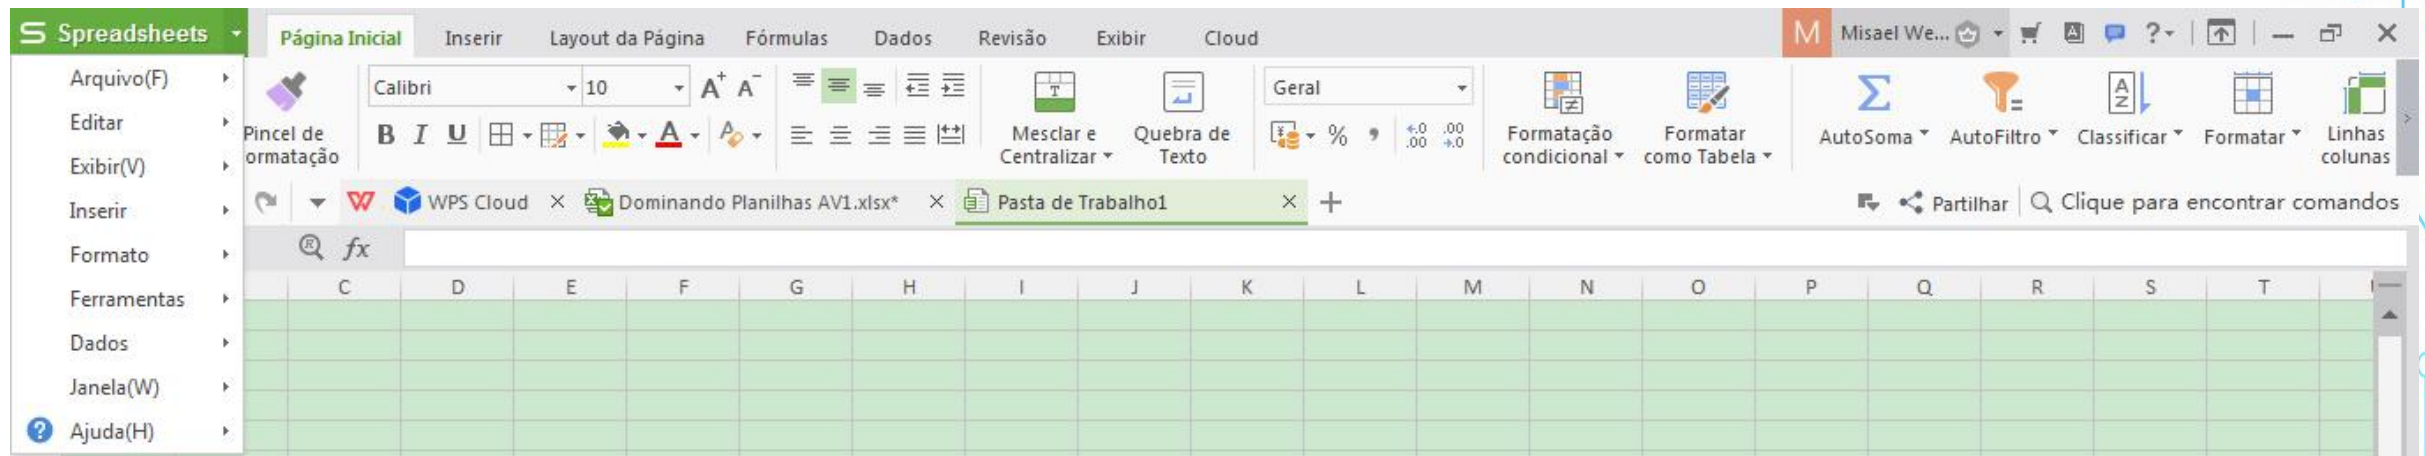 Spreadsheets
Página Inicial Inserir Layout da Página Fórmulas Dados Revisão Exibir Cloud
M Misael We... ?
Arquivo(F)
Editar
Exibir(V)
Inserir
Formato
Ferramentas
Dados
Janela(W)
Ajuda(H)
Pincel de
ormatação
Calibri 10 A+ A-
B I U A
Mesclar e
Centralizar
Quebra de
Texto
Geral
% , .00 .0
Formatação
condicional
Formatar
como Tabela
AutoSoma AutoFiltro Classificar Formatar
Linhas
colunas
WPS Cloud Dominando Planilhas AV1.xlsx* Pasta de Trabalho1
Partilhar Clique para encontrar comandos
fx
C D E F G H I J K L M N O P Q R S T